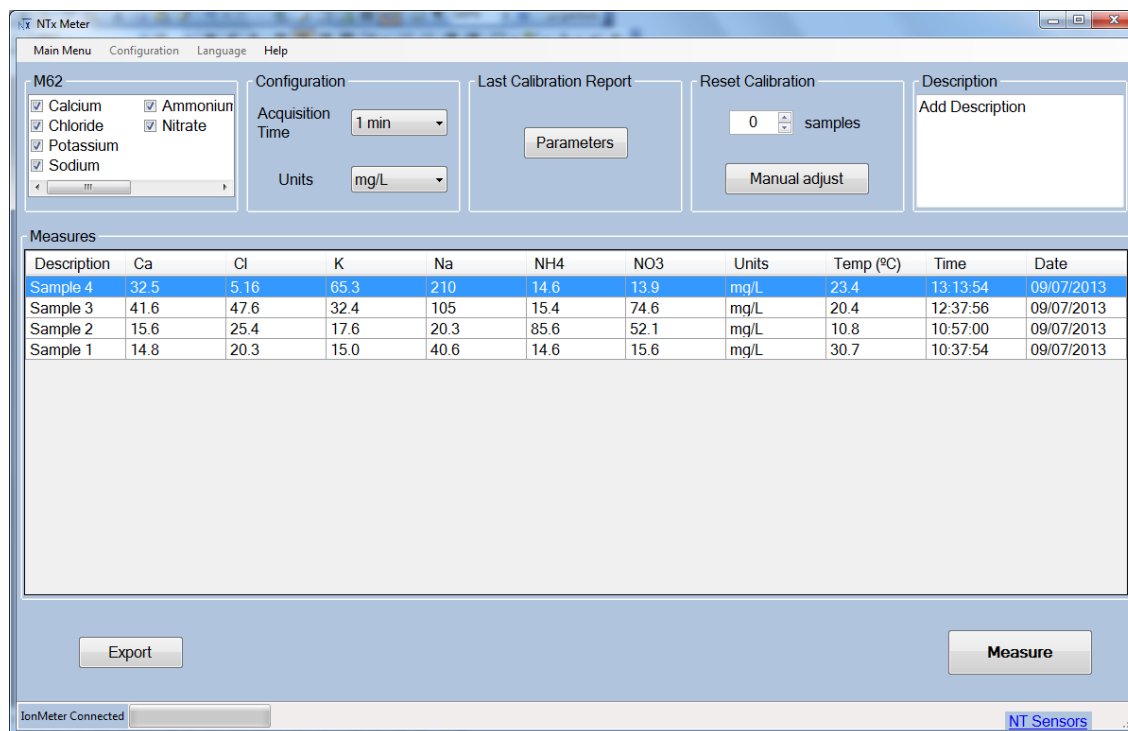 NTx Meter
Main Menu Configuration Language Help
M62
Calcium Ammonium
Chloride Nitrate
Potassium
Sodium
Configuration
Acquisition
Time
1 min
Units mg/L
Last Calibration Report
Parameters
Reset Calibration
0 samples
Manual adjust
Description
Add Description
Measures
Description Ca Cl K Na NH4 NO3 Units Temp (ºC) Time Date
Sample 4 32.5 5.16 65.3 210 14.6 13.9 mg/L 23.4 13:13:54 09/07/2013
Sample 3 41.6 47.6 32.4 105 15.4 74.6 mg/L 20.4 12:37:56 09/07/2013
Sample 2 15.6 25.4 17.6 20.3 85.6 52.1 mg/L 10.8 10:57:00 09/07/2013
Sample 1 14.8 20.3 15.0 40.6 14.6 15.6 mg/L 30.7 10:37:54 09/07/2013
Export
Measure
IonMeter Connected
NT Sensors